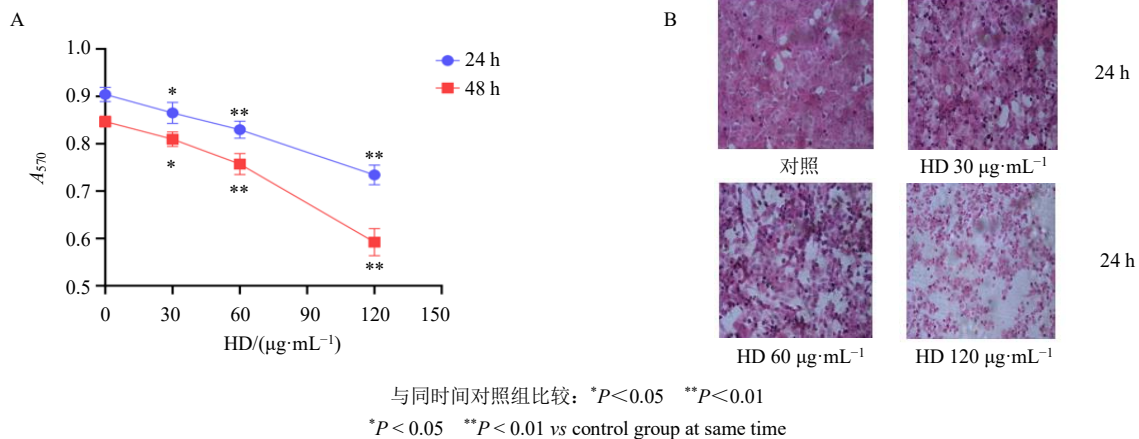 A
1.0
0.9
0.8
0.7
0.6
0.5
A570
0 30 60 90 120 150
HD/(μg·mL−1)
24 h
48 h
*
**
**
*
**
**
B
对照
HD 30 μg·mL−1
24 h
HD 60 μg·mL−1
HD 120 μg·mL−1
24 h
与同时间对照组比较：*P＜0.05 **P＜0.01
*P < 0.05 **P < 0.01 vs control group at same time